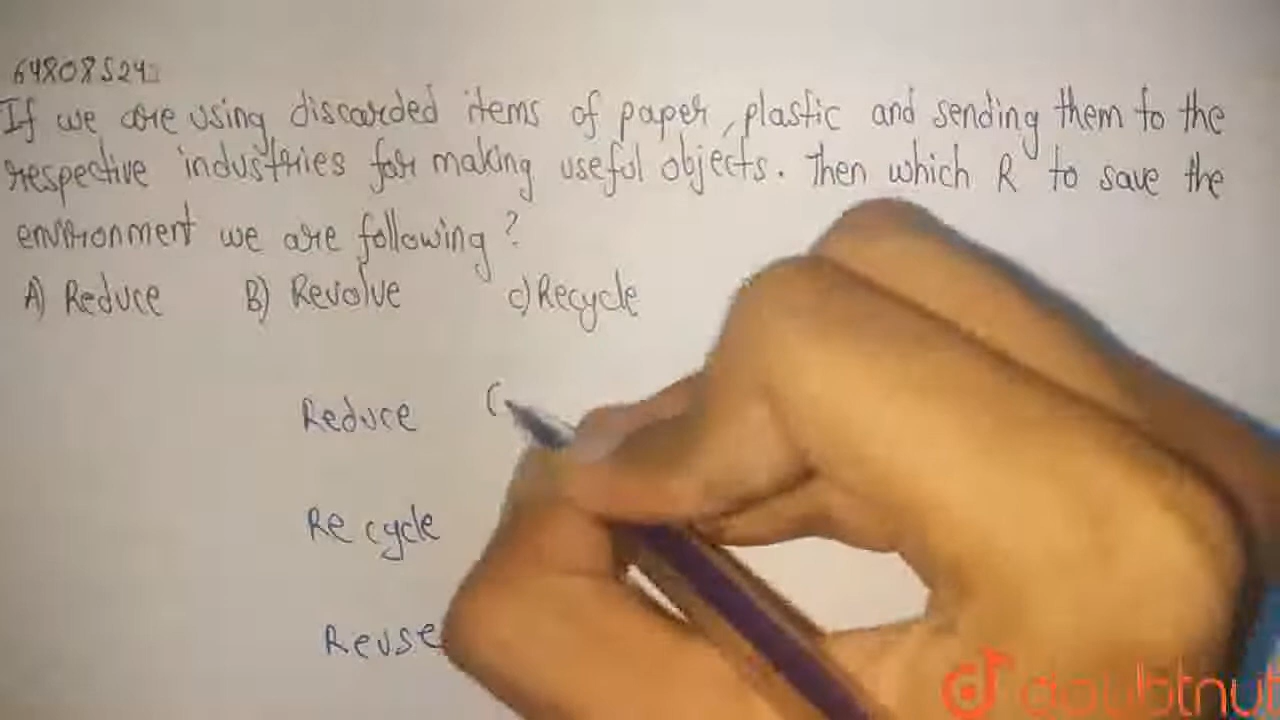 648085242
If we are using discarded items of paper, plastic and sending them to the
respective industries for making useful objects. Then which R to save the
environment we are following?
A) Reduce B) Revolve c) Recycle
Reduce (
Recycle
Reuse
doubtnut